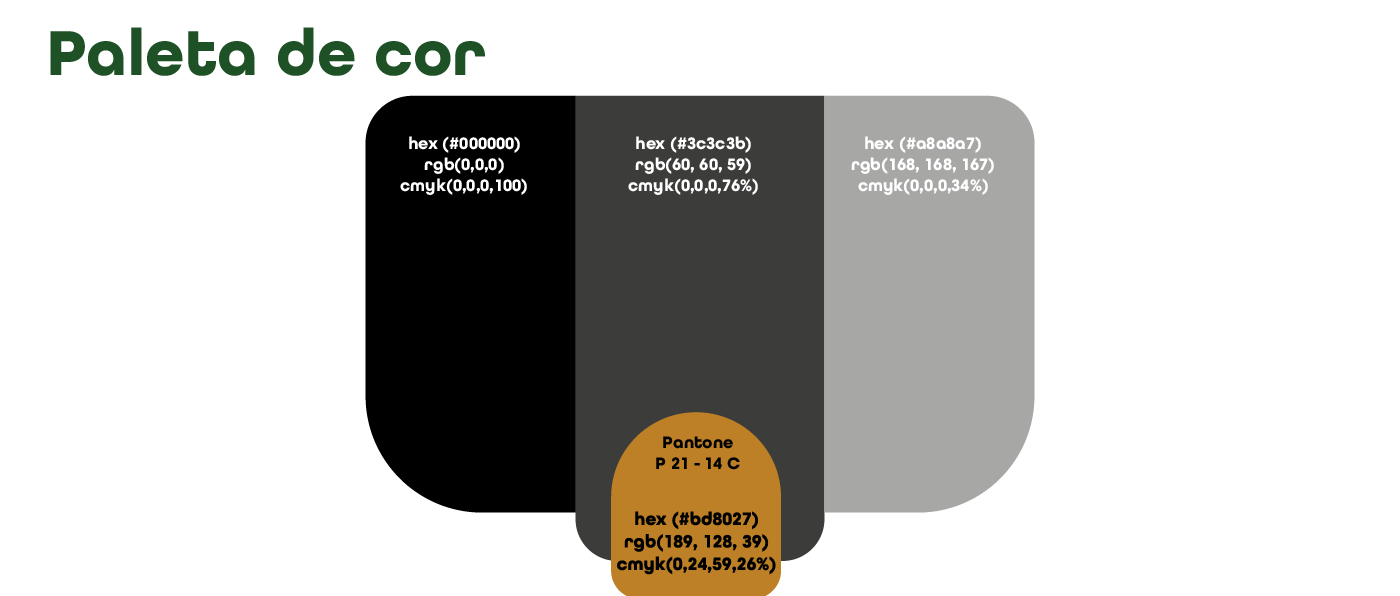 Paleta de cor
hex (#000000)
rgb(0,0,0)
cmyk(0,0,0,100)
hex (#3c3c3b)
rgb(60, 60, 59)
cmyk(0,0,0,76%)
hex (#a8a8a7)
rgb(168, 168, 167)
cmyk(0,0,0,34%)
Pantone
P 21 - 14 C
hex (#bd8027)
rgb(189, 128, 39)
cmyk(0,24,59,26%)